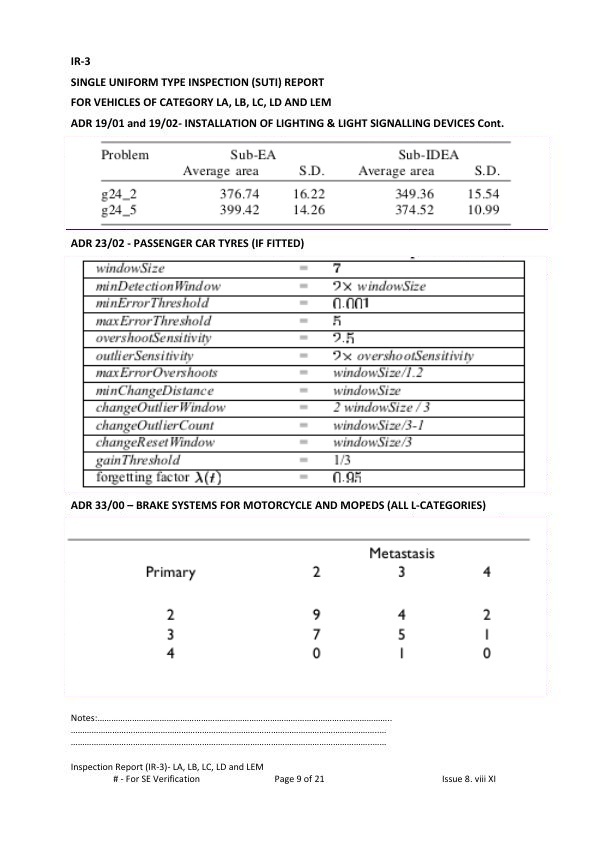 IR-3
SINGLE UNIFORM TYPE INSPECTION (SUTI) REPORT
FOR VEHICLES OF CATEGORY LA, LB, LC, LD AND LEM
ADR 19/01 and 19/02- INSTALLATION OF LIGHTING & LIGHT SIGNALLING DEVICES Cont.
Problem Sub-EA Sub-IDEA
Average area S.D. Average area S.D.
g24_2 376.74 16.22 349.36 15.54
g24_5 399.42 14.26 374.52 10.99
ADR 23/02 - PASSENGER CAR TYRES (IF FITTED)
windowSize = 7
minDetectionWindow = 2× windowSize
minErrorThreshold = 0.001
maxErrorThreshold = 5
overshootSensitivity = 2.5
outlierSensitivity = 2× overshootSensitivity
maxErrorOvershoots = windowSize/1.2
minChangeDistance = windowSize
changeOutlierWindow = 2 windowSize / 3
changeOutlierCount = windowSize/3-1
changeResetWindow = windowSize/3
gainThreshold = 1/3
forgetting factor λ(t) = 0.95
ADR 33/00 – BRAKE SYSTEMS FOR MOTORCYCLE AND MOPEDS (ALL L-CATEGORIES)
Metastasis
Primary 2 3 4
2 9 4 2
3 7 5 1
4 0 1 0
Notes:......................................................................................................
......................................................................................................
......................................................................................................
Inspection Report (IR-3)- LA, LB, LC, LD and LEM
# - For SE Verification Page 9 of 21 Issue 8. viii XI